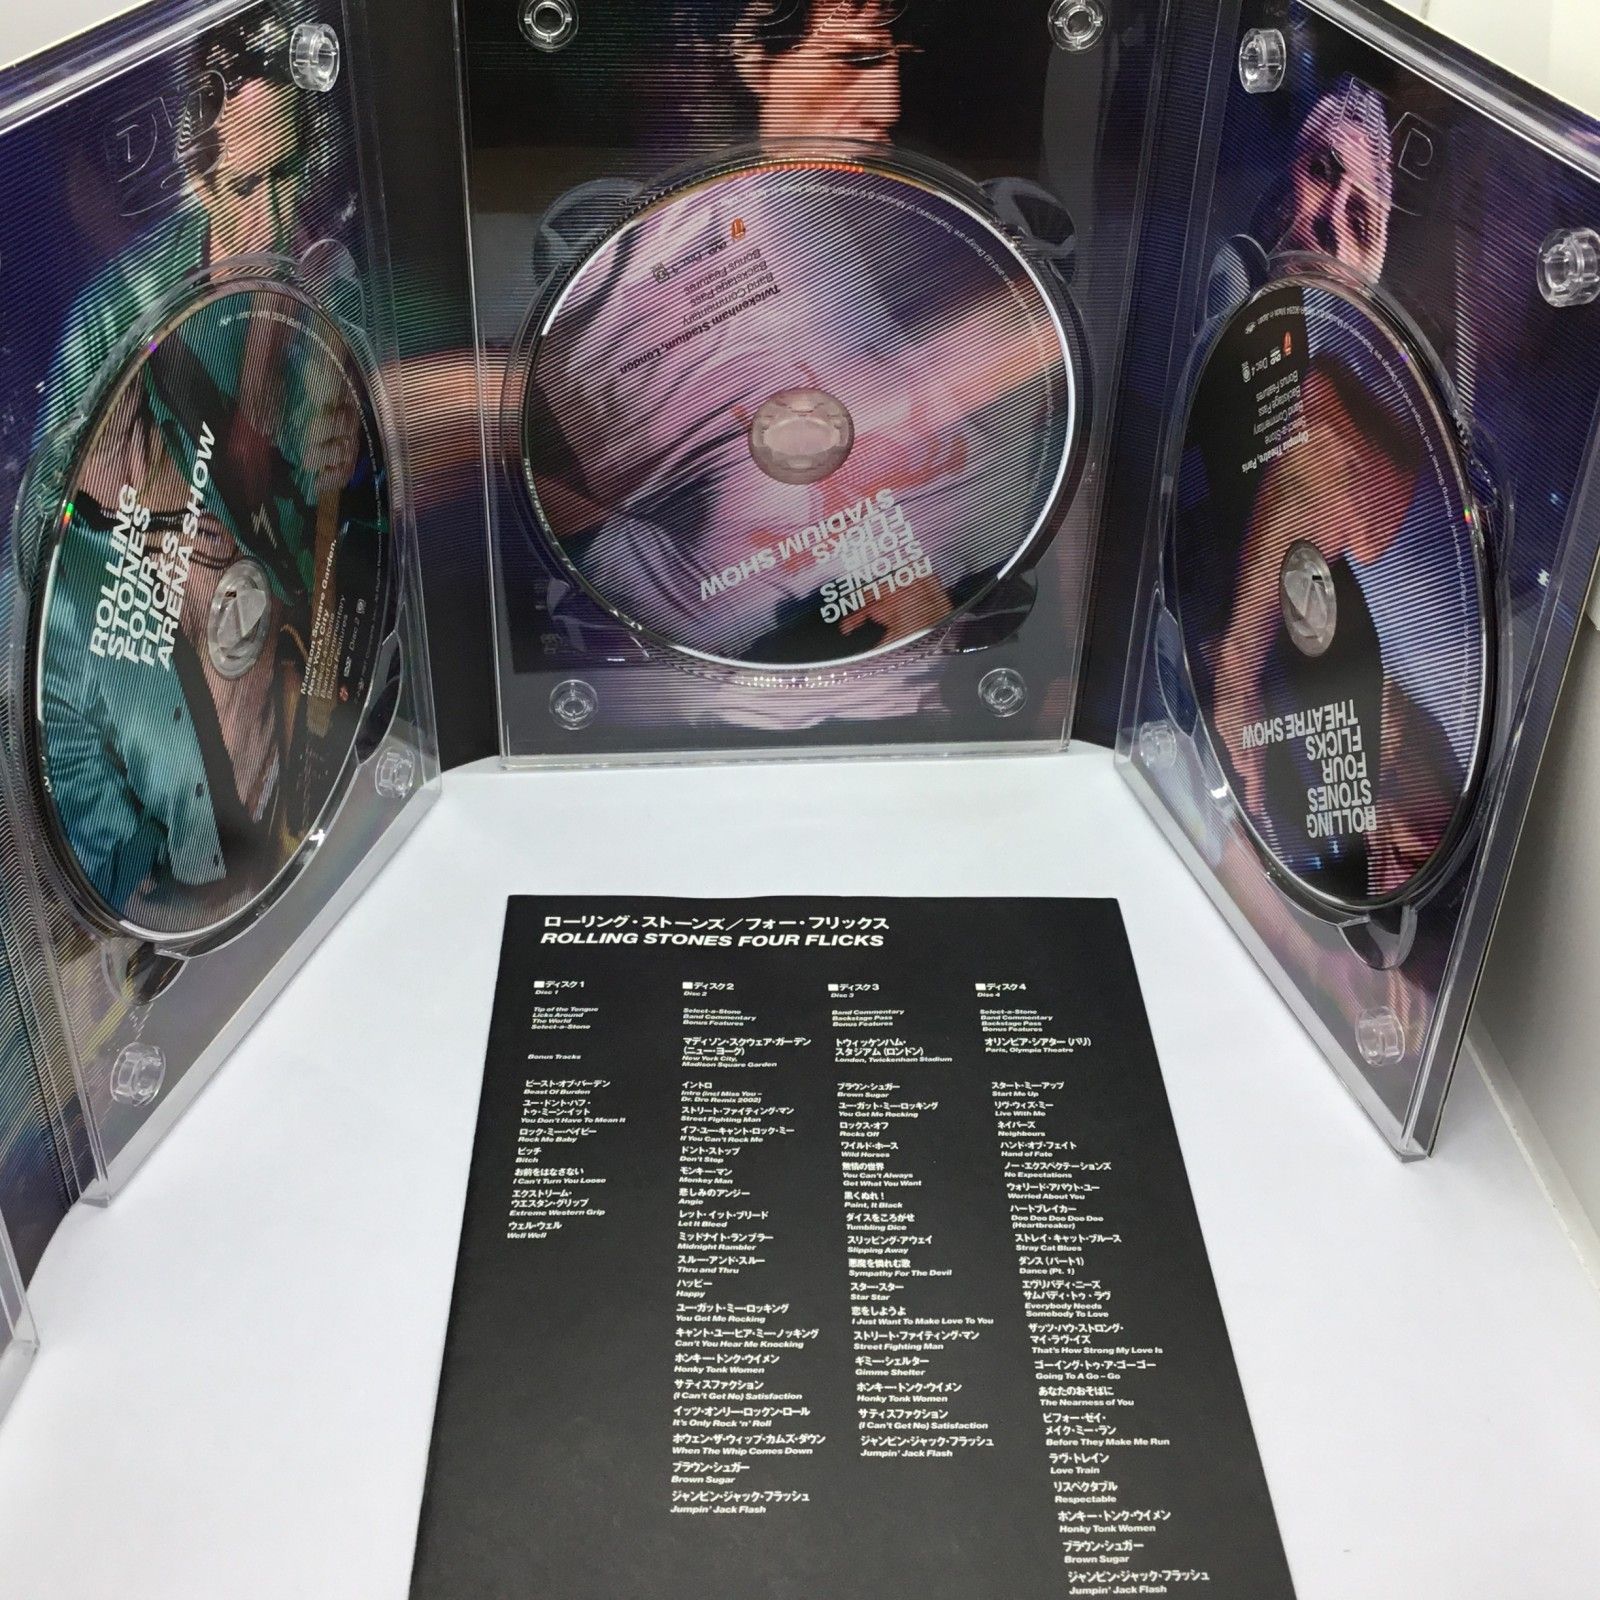 ROLLING
STONES
FOUR
FLICKS
ARENA SHOW
Madison Square Garden,
New York City
Select-a-Stone
Band Commentary
Bonus Features
Disc 2
ROLLING
STONES
FOUR
FLICKS
STADIUM SHOW
Twickenham Stadium, London
Band Commentary
Backstage Pass
Bonus Features
Disc 3
ROLLING
STONES
FOUR
FLICKS
THEATRE SHOW
Olympia Theatre, Paris
Select-a-Stone
Band Commentary
Backstage Pass
Bonus Features
Disc 4
ローリング・ストーンズ／フォー・フリックス
ROLLING STONES FOUR FLICKS
■ディスク1
Disc 1
Tip of the Tongue
Licks Around
The World
Select-a-Stone
Bonus Tracks
ビースト・オブ・バーデン
Beast Of Burden
ユー・ドント・ハフ・
トゥ・ミーン・イット
You Don't Have To Mean It
ロック・ミー・ベイビー
Rock Me Baby
ビッチ
Bitch
お前をはなさない
I Can't Turn You Loose
エクストリーム・
ウエスタン・グリップ
Extreme Western Grip
ウェル・ウェル
Well Well
■ディスク2
Disc 2
Select-a-Stone
Band Commentary
Bonus Features
マディソン・スクウェア・ガーデン
(ニュー・ヨーク)
New York City,
Madison Square Garden
イントロ
Intro (incl Miss You –
Dr. Dre Remix 2002)
ストリート・ファイティング・マン
Street Fighting Man
イフ・ユー・キャント・ロック・ミー
If You Can't Rock Me
ドント・ストップ
Don't Stop
モンキー・マン
Monkey Man
悲しみのアンジー
Angie
レット・イット・ブリード
Let It Bleed
ミッドナイト・ランブラー
Midnight Rambler
スルー・アンド・スルー
Thru and Thru
ハッピー
Happy
ユー・ガット・ミー・ロッキング
You Got Me Rocking
キャント・ユー・ヒア・ミー・ノッキング
Can't You Hear Me Knocking
ホンキー・トンク・ウイメン
Honky Tonk Women
サティスファクション
(I Can't Get No) Satisfaction
イッツ・オンリー・ロックン・ロール
It's Only Rock 'n' Roll
ホウェン・ザ・ウィップ・カムズ・ダウン
When The Whip Comes Down
ブラウン・シュガー
Brown Sugar
ジャンピン・ジャック・フラッシュ
Jumpin' Jack Flash
■ディスク3
Disc 3
Band Commentary
Backstage Pass
Bonus Features
トウィッケンハム・
スタジアム (ロンドン)
London, Twickenham Stadium
ブラウン・シュガー
Brown Sugar
ユー・ガット・ミー・ロッキング
You Got Me Rocking
ロックス・オフ
Rocks Off
ワイルド・ホース
Wild Horses
無情の世界
You Can't Always
Get What You Want
黒くぬれ！
Paint, It Black
ダイスをころがせ
Tumbling Dice
スリッピング・アウェイ
Slipping Away
悪魔を憐れむ歌
Sympathy For The Devil
スター・スター
Star Star
恋をしようよ
I Just Want To Make Love To You
ストリート・ファイティング・マン
Street Fighting Man
ギミー・シェルター
Gimme Shelter
ホンキー・トンク・ウイメン
Honky Tonk Women
サティスファクション
(I Can't Get No) Satisfaction
ジャンピン・ジャック・フラッシュ
Jumpin' Jack Flash
■ディスク4
Disc 4
Select-a-Stone
Band Commentary
Backstage Pass
Bonus Features
オリンピア・シアター (パリ)
Paris, Olympia Theatre
スタート・ミー・アップ
Start Me Up
リヴ・ウィズ・ミー
Live With Me
ネイバーズ
Neighbours
ハンド・オブ・フェイト
Hand of Fate
ノー・エクスペクテーションズ
No Expectations
ウォリード・アバウト・ユー
Worried About You
ハートブレイカー
Doo Doo Doo Doo Doo
(Heartbreaker)
ストレイ・キャット・ブルース
Stray Cat Blues
ダンス (パート1)
Dance (Pt. 1)
エヴリバディ・ニーズ
サムバディ・トゥ・ラヴ
Everybody Needs
Somebody To Love
ザッツ・ハウ・ストロング・
マイ・ラヴ・イズ
That's How Strong My Love Is
ゴーイング・トゥ・ア・ゴーゴー
Going To A Go – Go
あなたのおそばに
The Nearness of You
ビフォー・ゼイ・
メイク・ミー・ラン
Before They Make Me Run
ラヴ・トレイン
Love Train
リスペクタブル
Respectable
ホンキー・トンク・ウイメン
Honky Tonk Women
ブラウン・シュガー
Brown Sugar
ジャンピン・ジャック・フラッシュ
Jumpin' Jack Flash